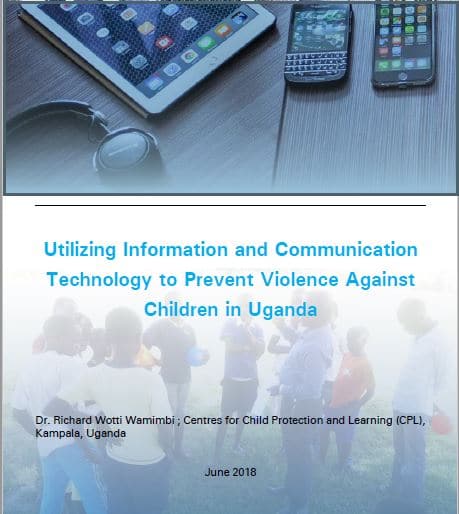 Utilizing Information and Communication
Technology to Prevent Violence Against
Children in Uganda
Dr. Richard Wotti Wamimbi ; Centres for Child Protection and Learning (CPL),
Kampala, Uganda
June 2018